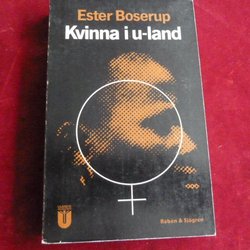 Ester Boserup
Kvinna i u-land
Rabén & Sjögren